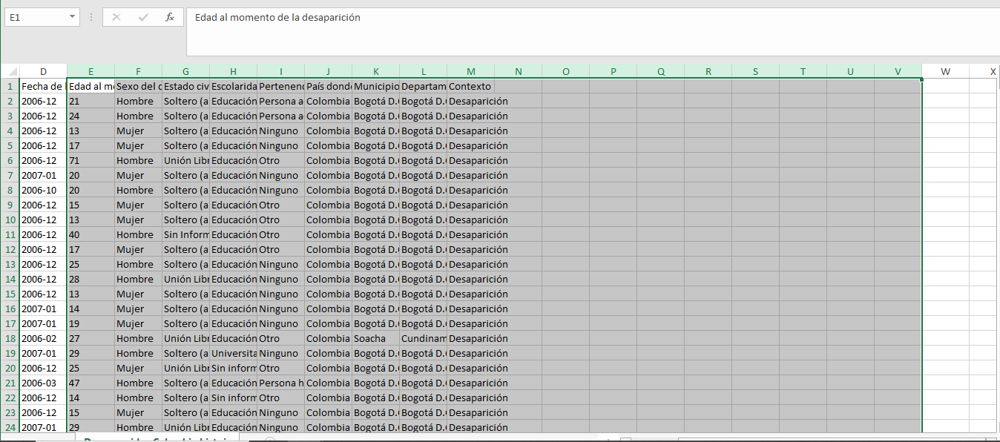 E1 fx Edad al momento de la desaparición
D E F G H I J K L M N O P Q R S T U V W X
1 Fecha de l Edad al mo Sexo del d Estado civ Escolarida Pertenenc País dond Municipio Departam Contexto
2 2006-12 21 Hombre Soltero (a Educación Persona a Colombia Bogotá D.C Bogotá D.C Desaparición
3 2006-12 24 Hombre Soltero (a Educación Persona a Colombia Bogotá D.C Bogotá D.C Desaparición
4 2006-12 13 Mujer Soltero (a Educación Ninguno Colombia Bogotá D.C Bogotá D.C Desaparición
5 2006-12 17 Mujer Soltero (a Educación Ninguno Colombia Bogotá D.C Bogotá D.C Desaparición
6 2006-12 71 Hombre Unión Libr Educación Otro Colombia Bogotá D.C Bogotá D.C Desaparición
7 2007-01 20 Mujer Soltero (a Educación Ninguno Colombia Bogotá D.C Bogotá D.C Desaparición
8 2006-10 20 Hombre Soltero (a Educación Ninguno Colombia Bogotá D.C Bogotá D.C Desaparición
9 2006-12 15 Mujer Soltero (a Educación Otro Colombia Bogotá D.C Bogotá D.C Desaparición
10 2006-12 13 Mujer Soltero (a Educación Otro Colombia Bogotá D.C Bogotá D.C Desaparición
11 2006-12 40 Hombre Sin Inform Educación Otro Colombia Bogotá D.C Bogotá D.C Desaparición
12 2006-12 17 Mujer Soltero (a Educación Otro Colombia Bogotá D.C Bogotá D.C Desaparición
13 2006-12 25 Hombre Soltero (a Educación Ninguno Colombia Bogotá D.C Bogotá D.C Desaparición
14 2006-12 28 Hombre Unión Libr Educación Ninguno Colombia Bogotá D.C Bogotá D.C Desaparición
15 2006-12 13 Mujer Soltero (a Educación Ninguno Colombia Bogotá D.C Bogotá D.C Desaparición
16 2007-01 14 Mujer Soltero (a Educación Ninguno Colombia Bogotá D.C Bogotá D.C Desaparición
17 2007-01 19 Mujer Soltero (a Educación Ninguno Colombia Bogotá D.C Bogotá D.C Desaparición
18 2006-02 27 Hombre Unión Libr Educación Otro Colombia Soacha Cundinam Desaparición
19 2007-01 29 Hombre Soltero (a Universita Ninguno Colombia Bogotá D.C Bogotá D.C Desaparición
20 2006-12 25 Mujer Unión Libr Sin inform Otro Colombia Bogotá D.C Bogotá D.C Desaparición
21 2006-03 47 Hombre Soltero (a Educación Persona h Colombia Bogotá D.C Bogotá D.C Desaparición
22 2006-12 14 Hombre Soltero (a Sin inform Otro Colombia Bogotá D.C Bogotá D.C Desaparición
23 2006-12 15 Mujer Soltero (a Educación Ninguno Colombia Bogotá D.C Bogotá D.C Desaparición
24 2007-01 29 Hombre Unión Libr Educación Ninguno Colombia Bogotá D.C Bogotá D.C Desaparición